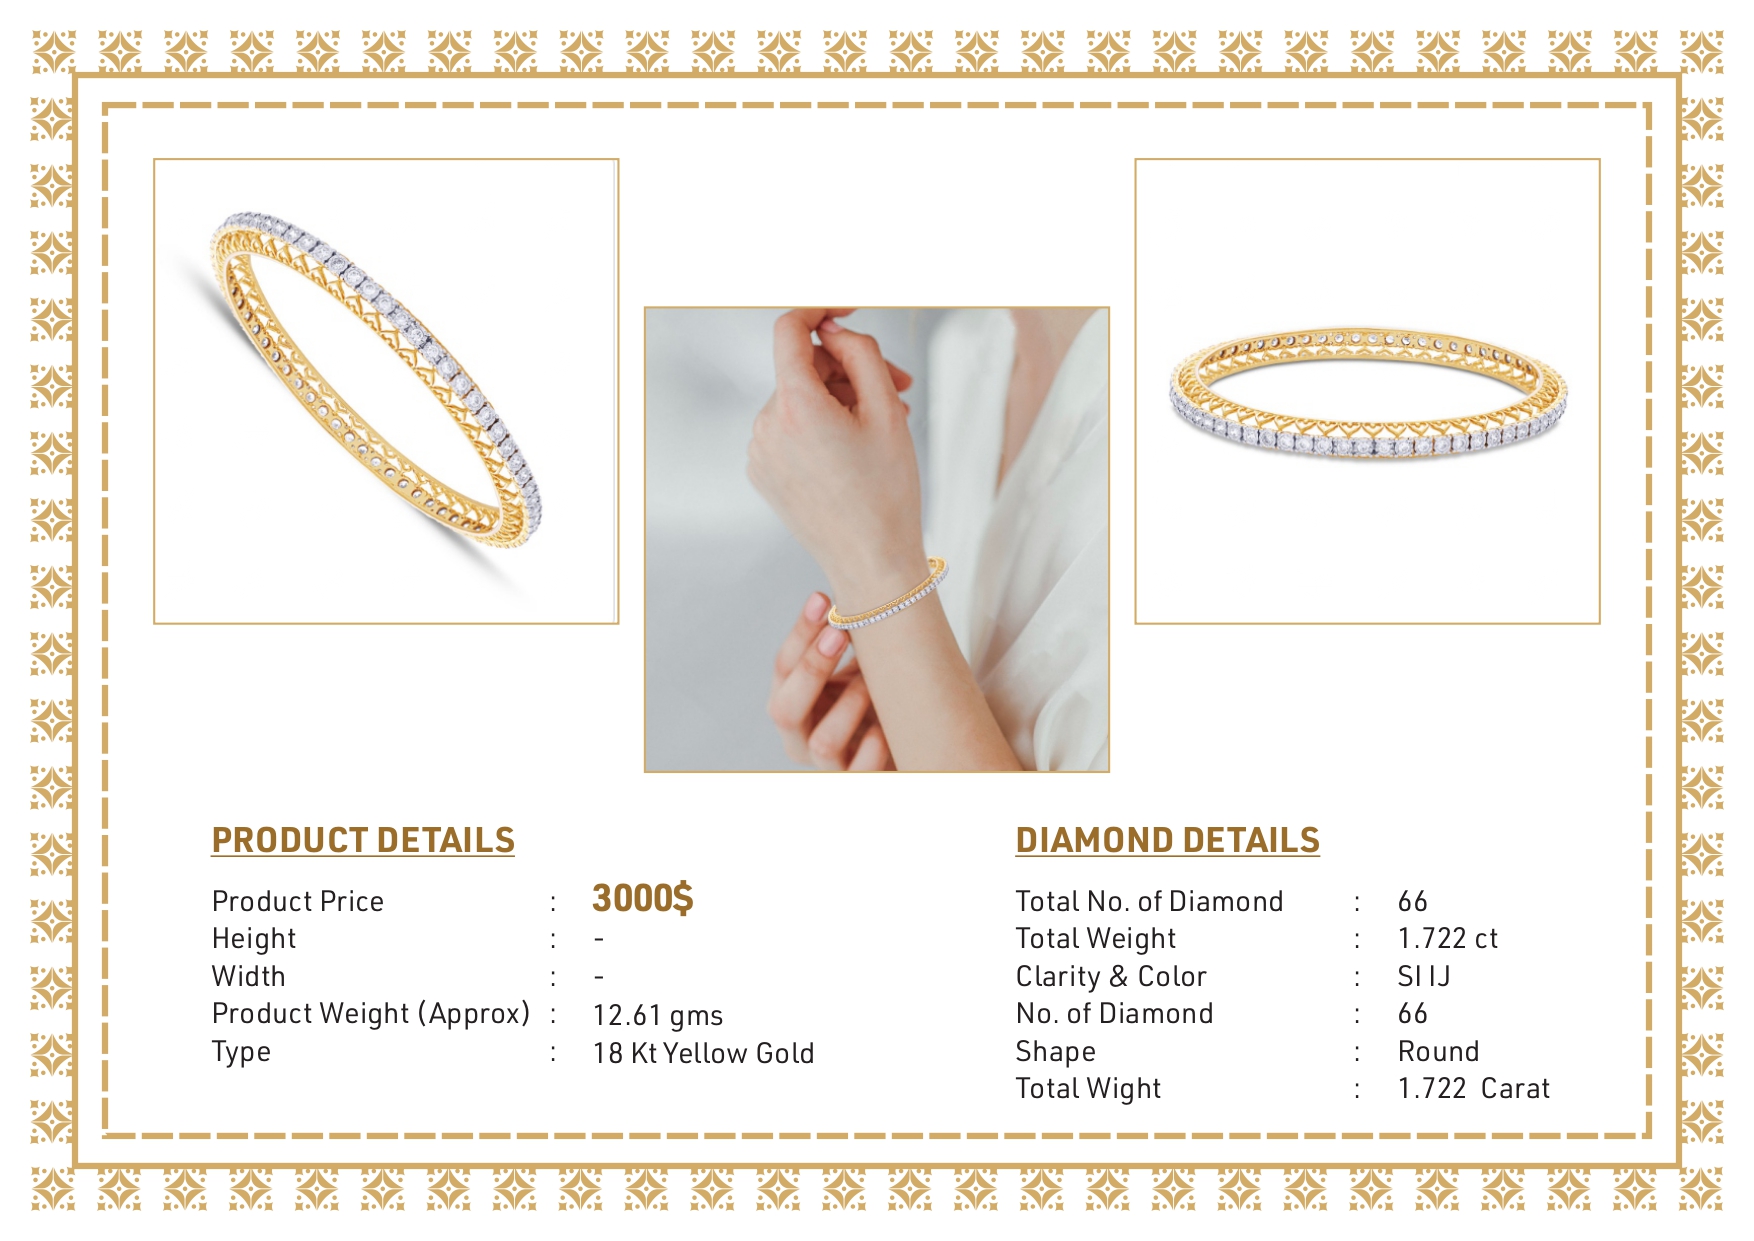 PRODUCT DETAILS
Product Price : 3000$
Height : -
Width : -
Product Weight (Approx) : 12.61 gms
Type : 18 Kt Yellow Gold
DIAMOND DETAILS
Total No. of Diamond : 66
Total Weight : 1.722 ct
Clarity & Color : SI IJ
No. of Diamond : 66
Shape : Round
Total Wight : 1.722 Carat